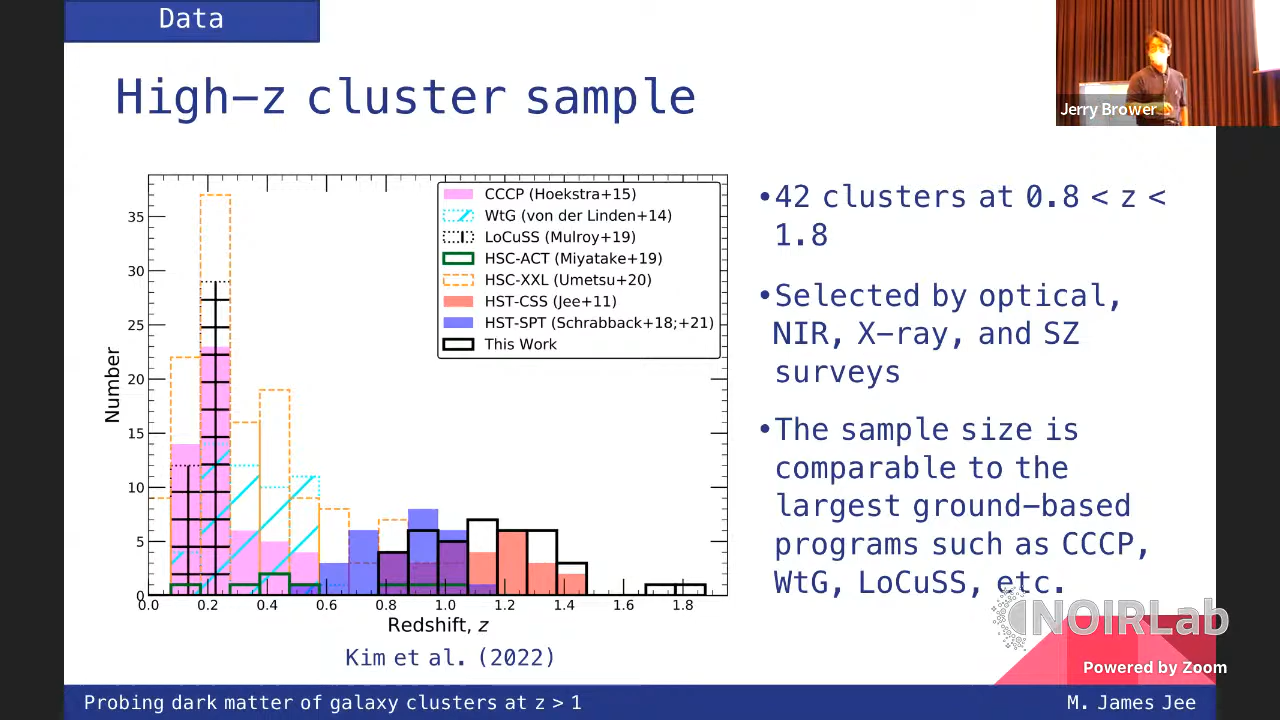 Data
High-z cluster sample
Jerry Brower
CCCP (Hoekstra+15)
WtG (von der Linden+14)
LoCuSS (Mulroy+19)
HSC-ACT (Miyatake+19)
HSC-XXL (Umetsu+20)
HST-CSS (Jee+11)
HST-SPT (Schrabback+18;+21)
This Work
Number
35
30
25
20
15
10
5
0
0.0 0.2 0.4 0.6 0.8 1.0 1.2 1.4 1.6 1.8
Redshift, z
Kim et al. (2022)
•42 clusters at 0.8 < z <
1.8
•Selected by optical,
NIR, X-ray, and SZ
surveys
•The sample size is
comparable to the
largest ground-based
programs such as CCCP,
WtG, LoCuSS, etc.
NOIRLab
Powered by Zoom
Probing dark matter of galaxy clusters at z > 1
M. James Jee